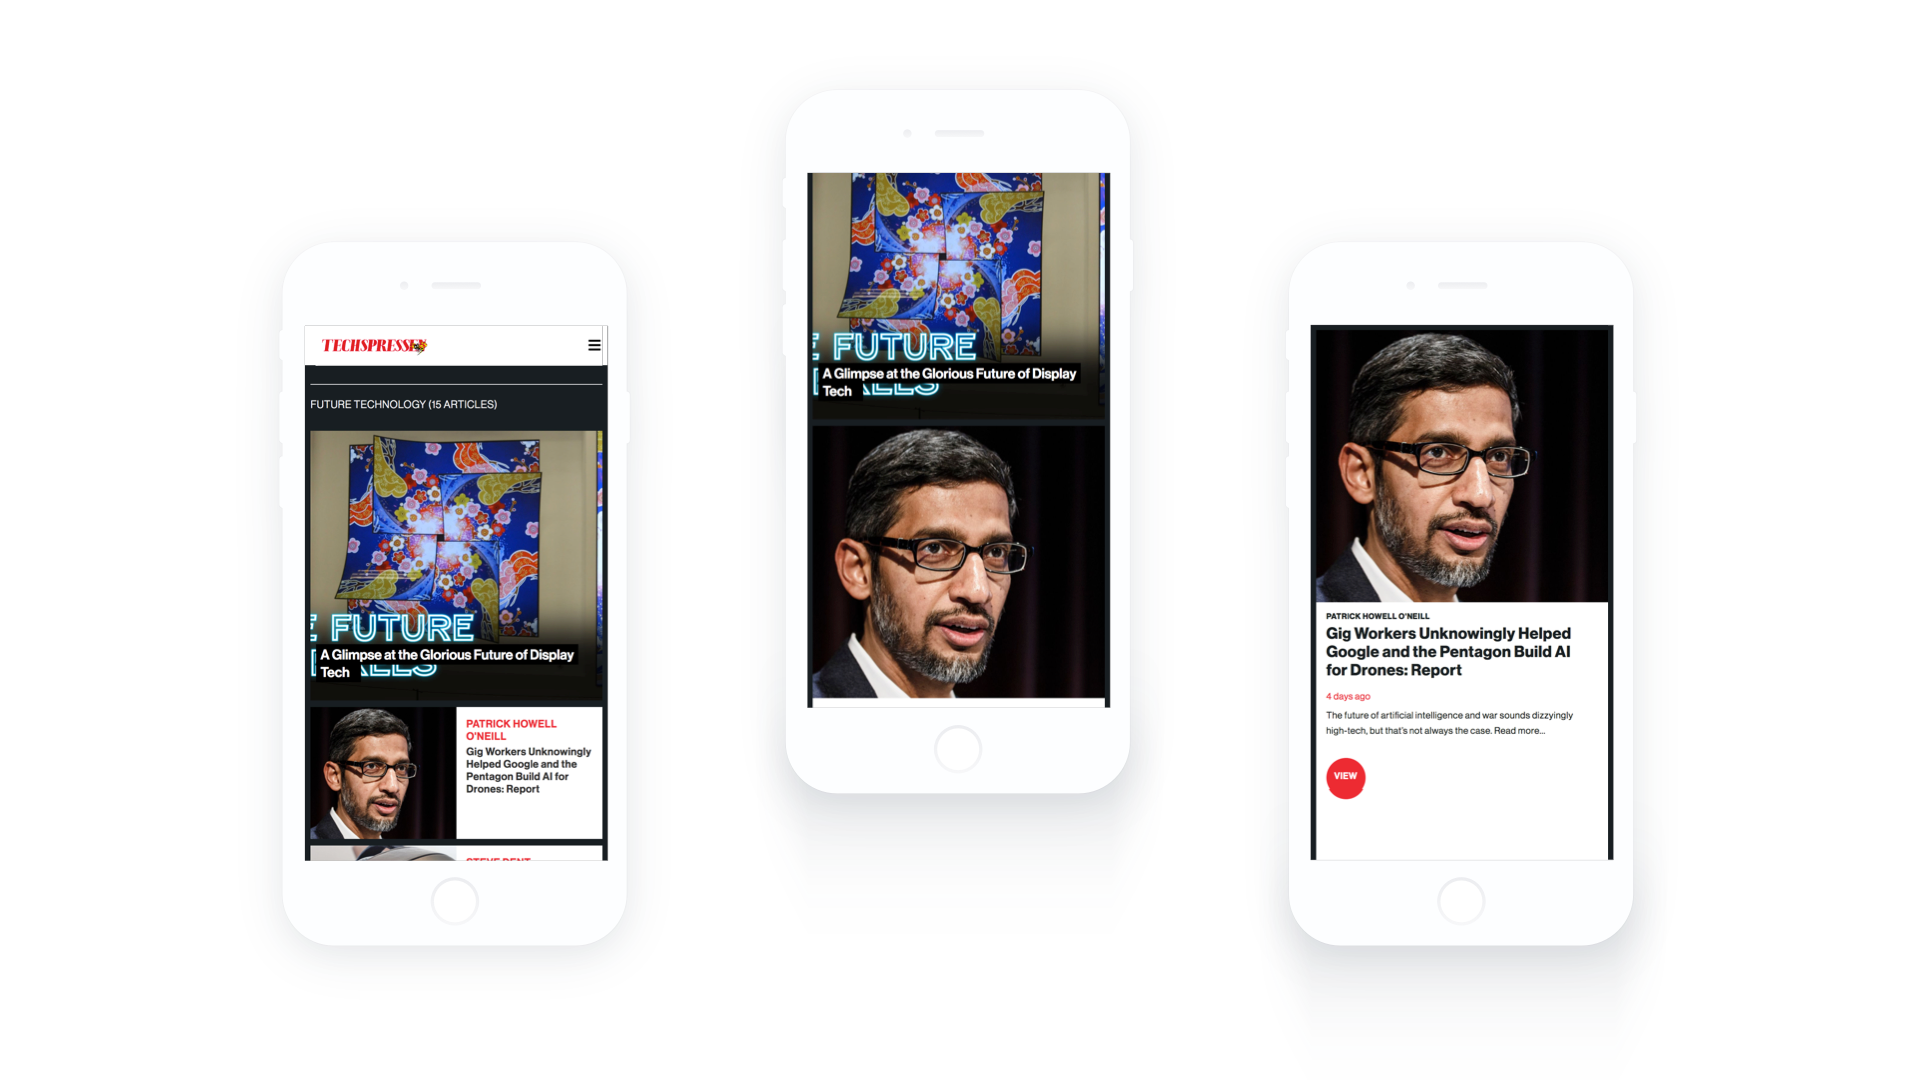 TECHSPRESSO
FUTURE TECHNOLOGY (15 ARTICLES)
E FUTURE
A Glimpse at the Glorious Future of Display
Tech
PATRICK HOWELL
O'NEILL
Gig Workers Unknowingly
Helped Google and the
Pentagon Build AI for
Drones: Report
STEVE DENT
E FUTURE
A Glimpse at the Glorious Future of Display
Tech
PATRICK HOWELL O'NEILL
Gig Workers Unknowingly Helped
Google and the Pentagon Build AI
for Drones: Report
4 days ago
The future of artificial intelligence and war sounds dizzyingly
high-tech, but that's not always the case. Read more...
VIEW